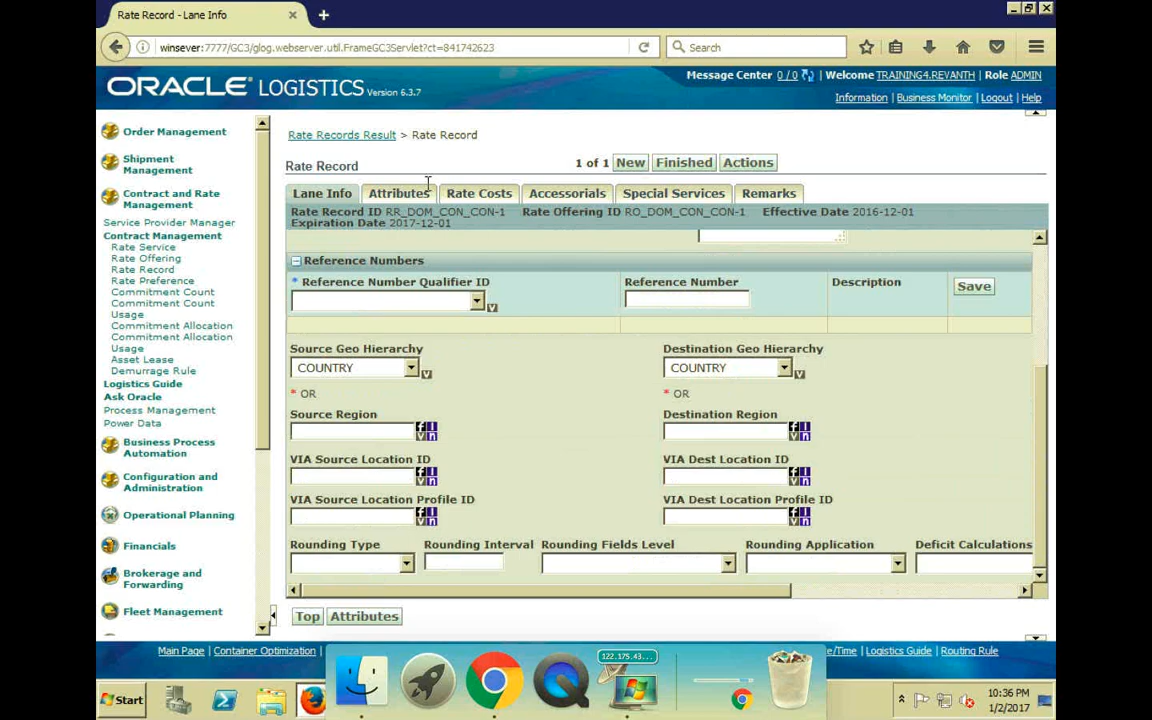 Rate Record - Lane Info
winsever:7777/GC3/glog.webserver.util.FrameGC3Servlet?ct=841742623
Search
ORACLE LOGISTICS Version 6.3.7
Message Center 0 / 0 | Welcome TRAINING4.REVANTH | Role ADMIN
Information | Business Monitor | Logout | Help
Order Management
Shipment Management
Contract and Rate Management
Service Provider Manager
Contract Management
Rate Service
Rate Offering
Rate Record
Rate Preference
Commitment Count
Commitment Count
Usage
Commitment Allocation
Commitment Allocation
Usage
Asset Lease
Demurrage Rule
Logistics Guide
Ask Oracle
Process Management
Power Data
Business Process Automation
Configuration and Administration
Operational Planning
Financials
Brokerage and Forwarding
Fleet Management
Rate Records Result > Rate Record
Rate Record
1 of 1 New Finished Actions
Lane Info Attributes Rate Costs Accessorials Special Services Remarks
Rate Record ID RR_DOM_CON_CON-1 Rate Offering ID RO_DOM_CON_CON-1 Effective Date 2016-12-01
Expiration Date 2017-12-01
Reference Numbers
* Reference Number Qualifier ID Reference Number Description Save
Source Geo Hierarchy Destination Geo Hierarchy
COUNTRY COUNTRY
* OR * OR
Source Region Destination Region
VIA Source Location ID VIA Dest Location ID
VIA Source Location Profile ID VIA Dest Location Profile ID
Rounding Type Rounding Interval Rounding Fields Level Rounding Application Deficit Calculations
Top Attributes
Main Page | Container Optimization | e/Time | Logistics Guide | Routing Rule
122.175.43...
Start
10:36 PM
1/2/2017